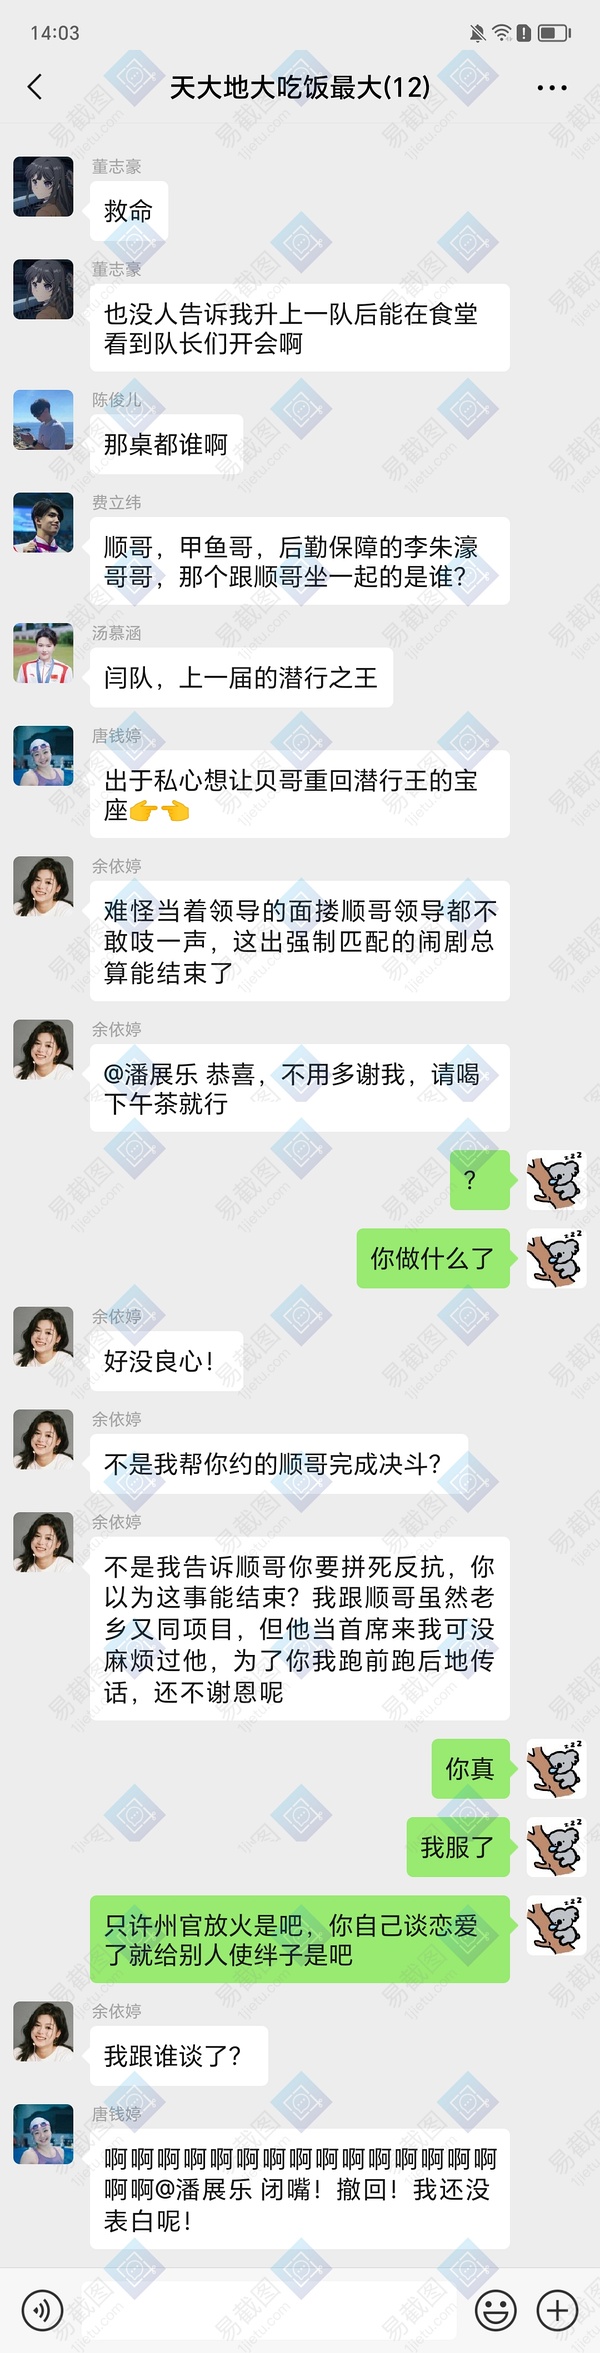 14:03
天大地大吃饭最大(12)
董志豪
救命
董志豪
也没人告诉我升上一队后能在食堂
看到队长们开会啊
陈俊儿
那桌都谁啊
费立纬
顺哥，甲鱼哥，后勤保障的李朱濠
哥哥，那个跟顺哥坐一起的是谁？
汤慕涵
闫队，上一届的潜行之王
唐钱婷
出于私心想让贝哥重回潜行王的宝
座👉👈
余依婷
难怪当着领导的面搂顺哥领导都不
敢吱一声，这出强制匹配的闹剧总
算能结束了
余依婷
@潘展乐 恭喜，不用多谢我，请喝
下午茶就行
？
你做什么了
余依婷
好没良心！
余依婷
不是我帮你约的顺哥完成决斗？
余依婷
不是我告诉顺哥你要拼死反抗，你
以为这事能结束？我跟顺哥虽然老
乡又同项目，但他当首席来我可没
麻烦过他，为了你我跑前跑后地传
话，还不谢恩呢
你真
我服了
只许州官放火是吧，你自己谈恋爱
了就给别人使绊子是吧
余依婷
我跟谁谈了？
唐钱婷
啊啊啊啊啊啊啊啊啊啊啊啊啊啊啊
啊啊@潘展乐 闭嘴！撤回！我还没
表白呢！
易截图
1jietu.com